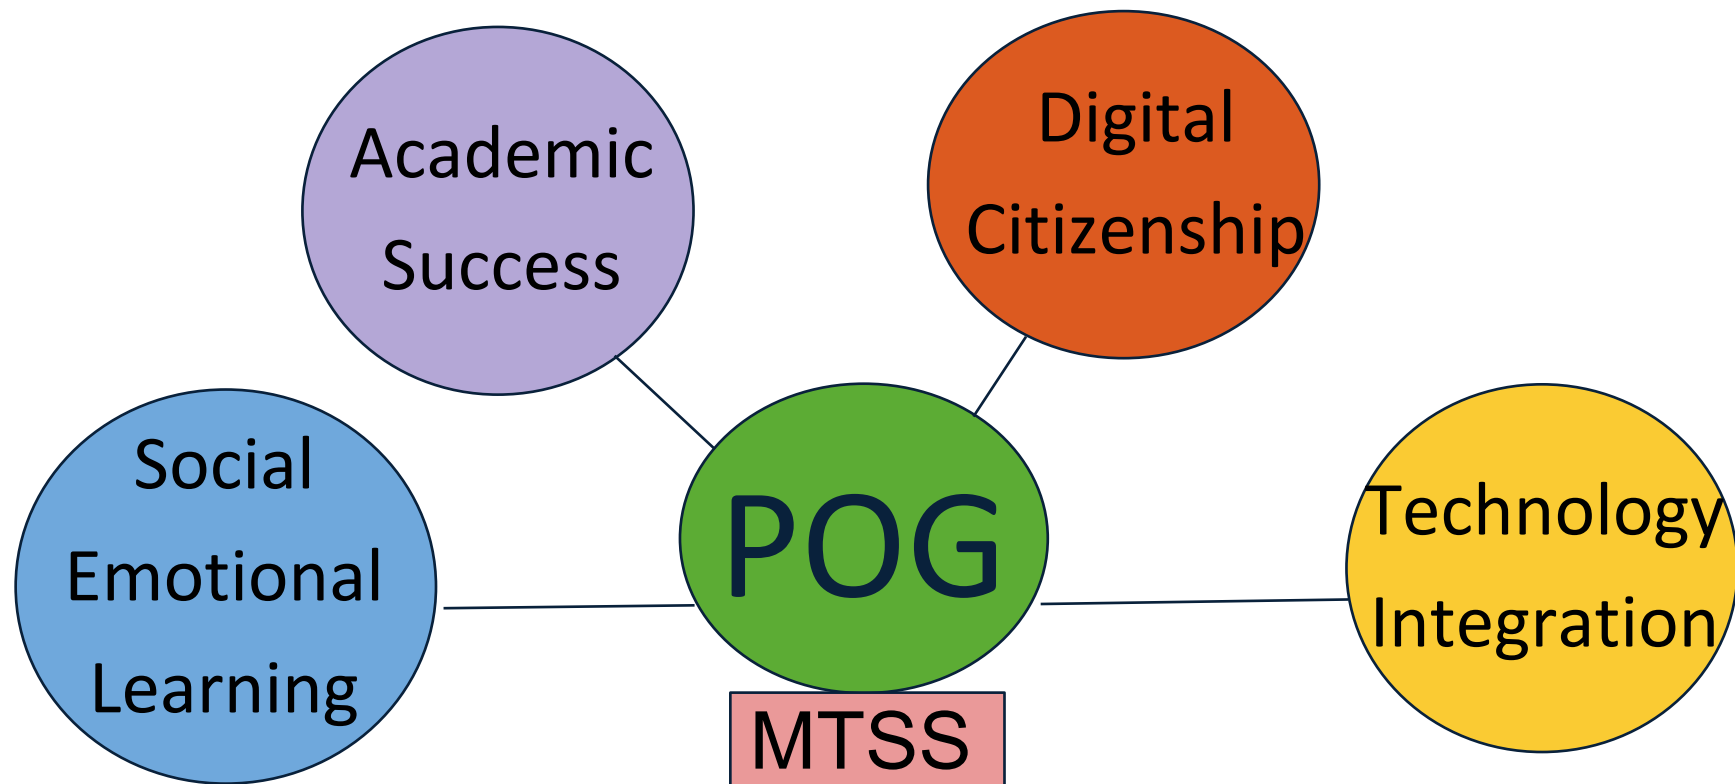 Academic
Success
Digital
Citizenship
Social
Emotional
Learning
POG
Technology
Integration
MTSS